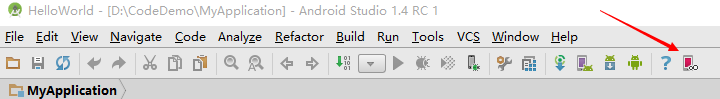 HelloWorld - [D:\CodeDemo\MyApplication] - Android Studio 1.4 RC 1
File Edit View Navigate Code Analyze Refactor Build Run Tools VCS Window Help
MyApplication